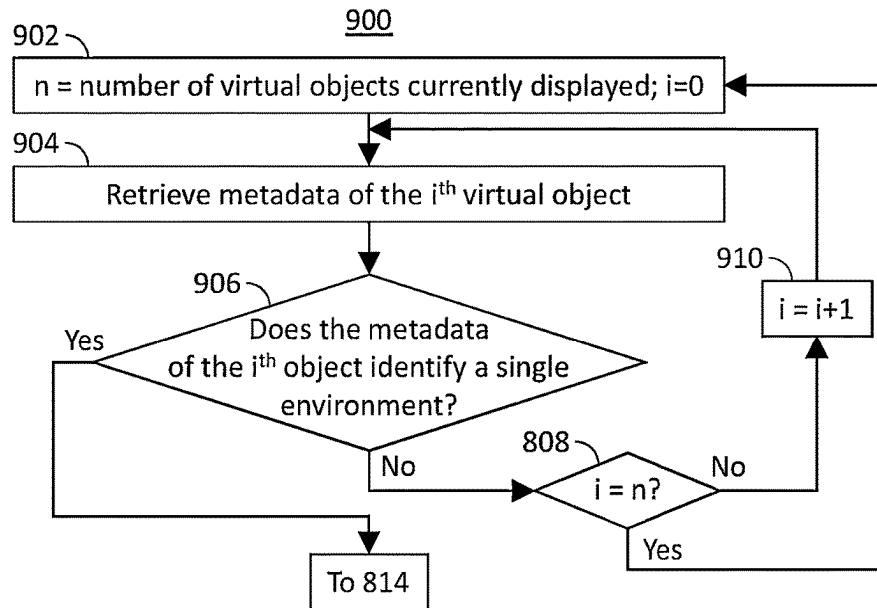 900
902
n = number of virtual objects currently displayed; i=0
904
Retrieve metadata of the iᵗʰ virtual object
906
910
i = i+1
Yes
Does the metadata
of the iᵗʰ object identify a single
environment?
No
808
i = n?
No
Yes
To 814